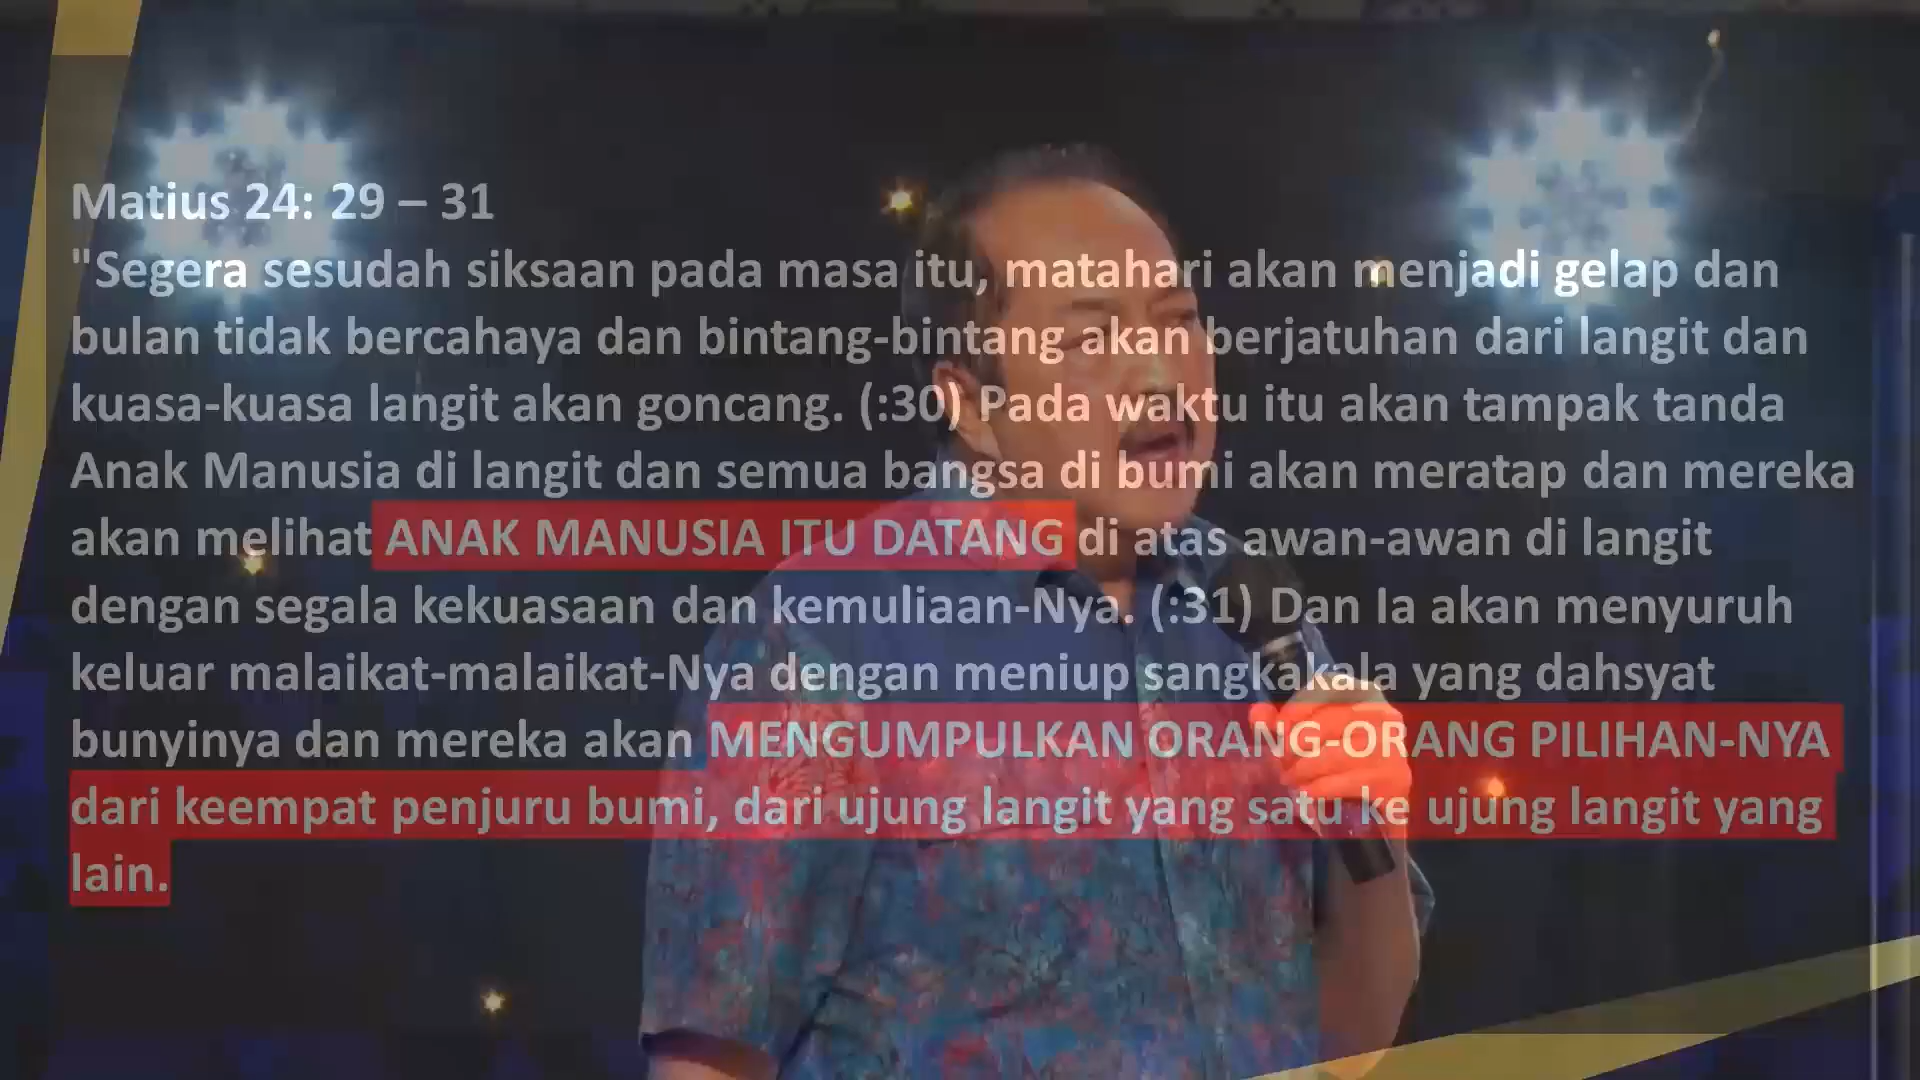 Matius 24: 29 – 31
"Segera sesudah siksaan pada masa itu, matahari akan menjadi gelap dan
bulan tidak bercahaya dan bintang-bintang akan berjatuhan dari langit dan
kuasa-kuasa langit akan goncang. (:30) Pada waktu itu akan tampak tanda
Anak Manusia di langit dan semua bangsa di bumi akan meratap dan mereka
akan melihat ANAK MANUSIA ITU DATANG di atas awan-awan di langit
dengan segala kekuasaan dan kemuliaan-Nya. (:31) Dan Ia akan menyuruh
keluar malaikat-malaikat-Nya dengan meniup sangkakala yang dahsyat
bunyinya dan mereka akan MENGUMPULKAN ORANG-ORANG PILIHAN-NYA
dari keempat penjuru bumi, dari ujung langit yang satu ke ujung langit yang
lain.